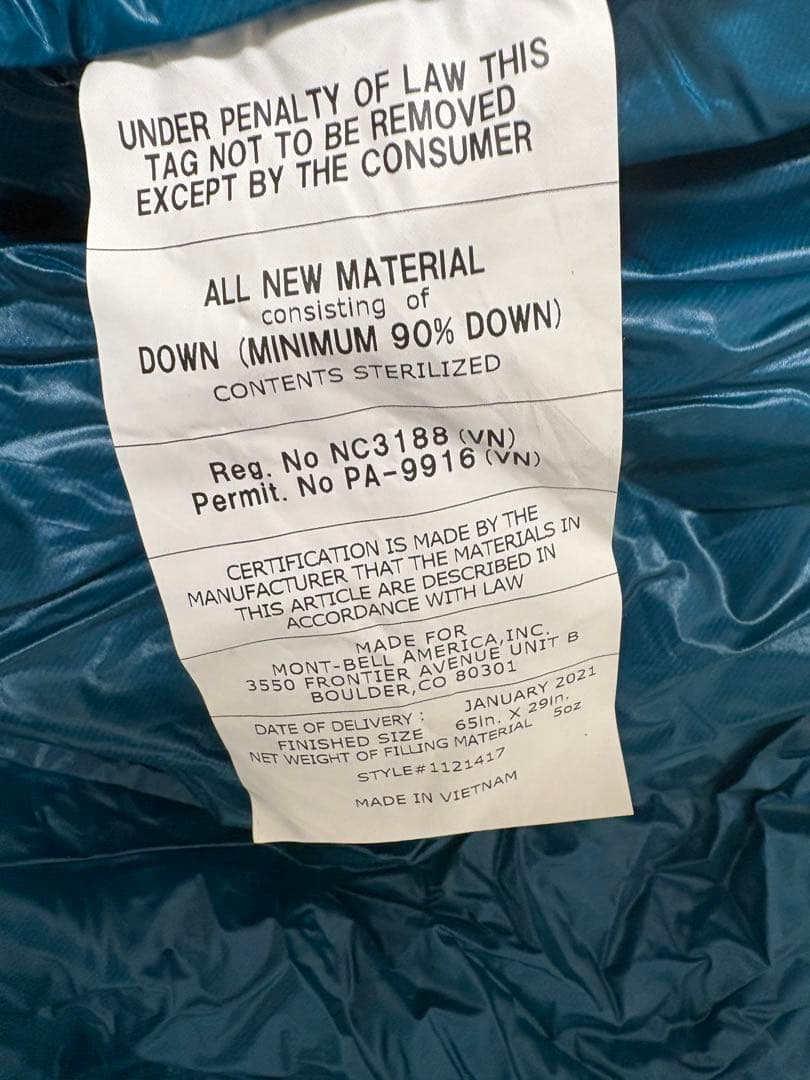 UNDER PENALTY OF LAW THIS
TAG NOT TO BE REMOVED
EXCEPT BY THE CONSUMER
ALL NEW MATERIAL
consisting of
DOWN (MINIMUM 90% DOWN)
CONTENTS STERILIZED
Reg. No NC3188 (VN)
Permit. No PA-9916 (VN)
CERTIFICATION IS MADE BY THE
MANUFACTURER THAT THE MATERIALS IN
THIS ARTICLE ARE DESCRIBED IN
ACCORDANCE WITH LAW
MADE FOR
MONT-BELL AMERICA,INC.
3550 FRONTIER AVENUE UNIT B
BOULDER,CO 80301
DATE OF DELIVERY : JANUARY 2021
FINISHED SIZE 65in. X 29in.
NET WEIGHT OF FILLING MATERIAL 5oz
STYLE#1121417
MADE IN VIETNAM